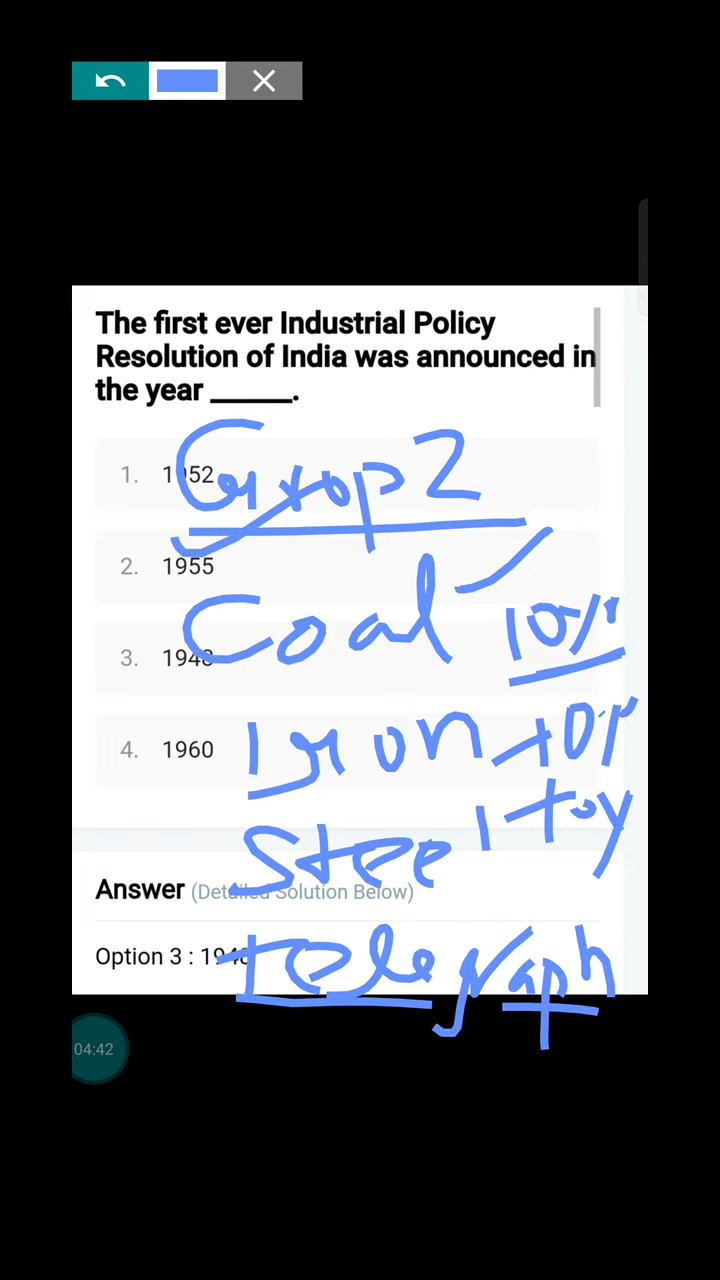 The first ever Industrial Policy
Resolution of India was announced in
the year ______.
1. 1952
Grop 2
2. 1955
Coal 10%
3. 1948
4. 1960
Iron
Steel
Answer (Detailed Solution Below)
Option 3 : 1948
telegraph
04:42